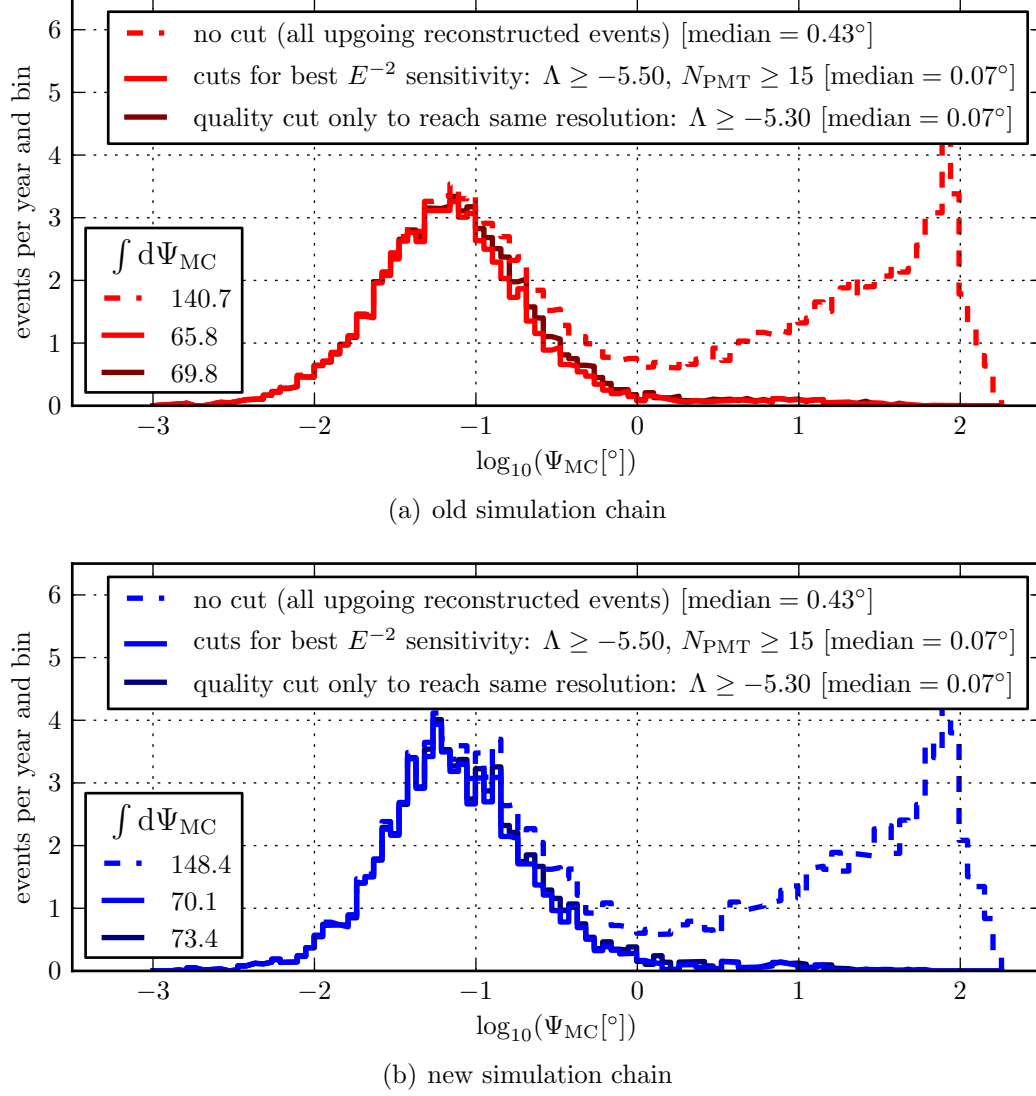 6
5
4
3
2
1
0
events per year and bin
no cut (all upgoing reconstructed events) [median = 0.43°]
cuts for best E⁻² sensitivity: Λ ≥ −5.50, N_PMT ≥ 15 [median = 0.07°]
quality cut only to reach same resolution: Λ ≥ −5.30 [median = 0.07°]
∫ dΨ_MC
140.7
65.8
69.8
−3 −2 −1 0 1 2
log₁₀(Ψ_MC[°])
(a) old simulation chain
6
5
4
3
2
1
0
events per year and bin
no cut (all upgoing reconstructed events) [median = 0.43°]
cuts for best E⁻² sensitivity: Λ ≥ −5.50, N_PMT ≥ 15 [median = 0.07°]
quality cut only to reach same resolution: Λ ≥ −5.30 [median = 0.07°]
∫ dΨ_MC
148.4
70.1
73.4
−3 −2 −1 0 1 2
log₁₀(Ψ_MC[°])
(b) new simulation chain